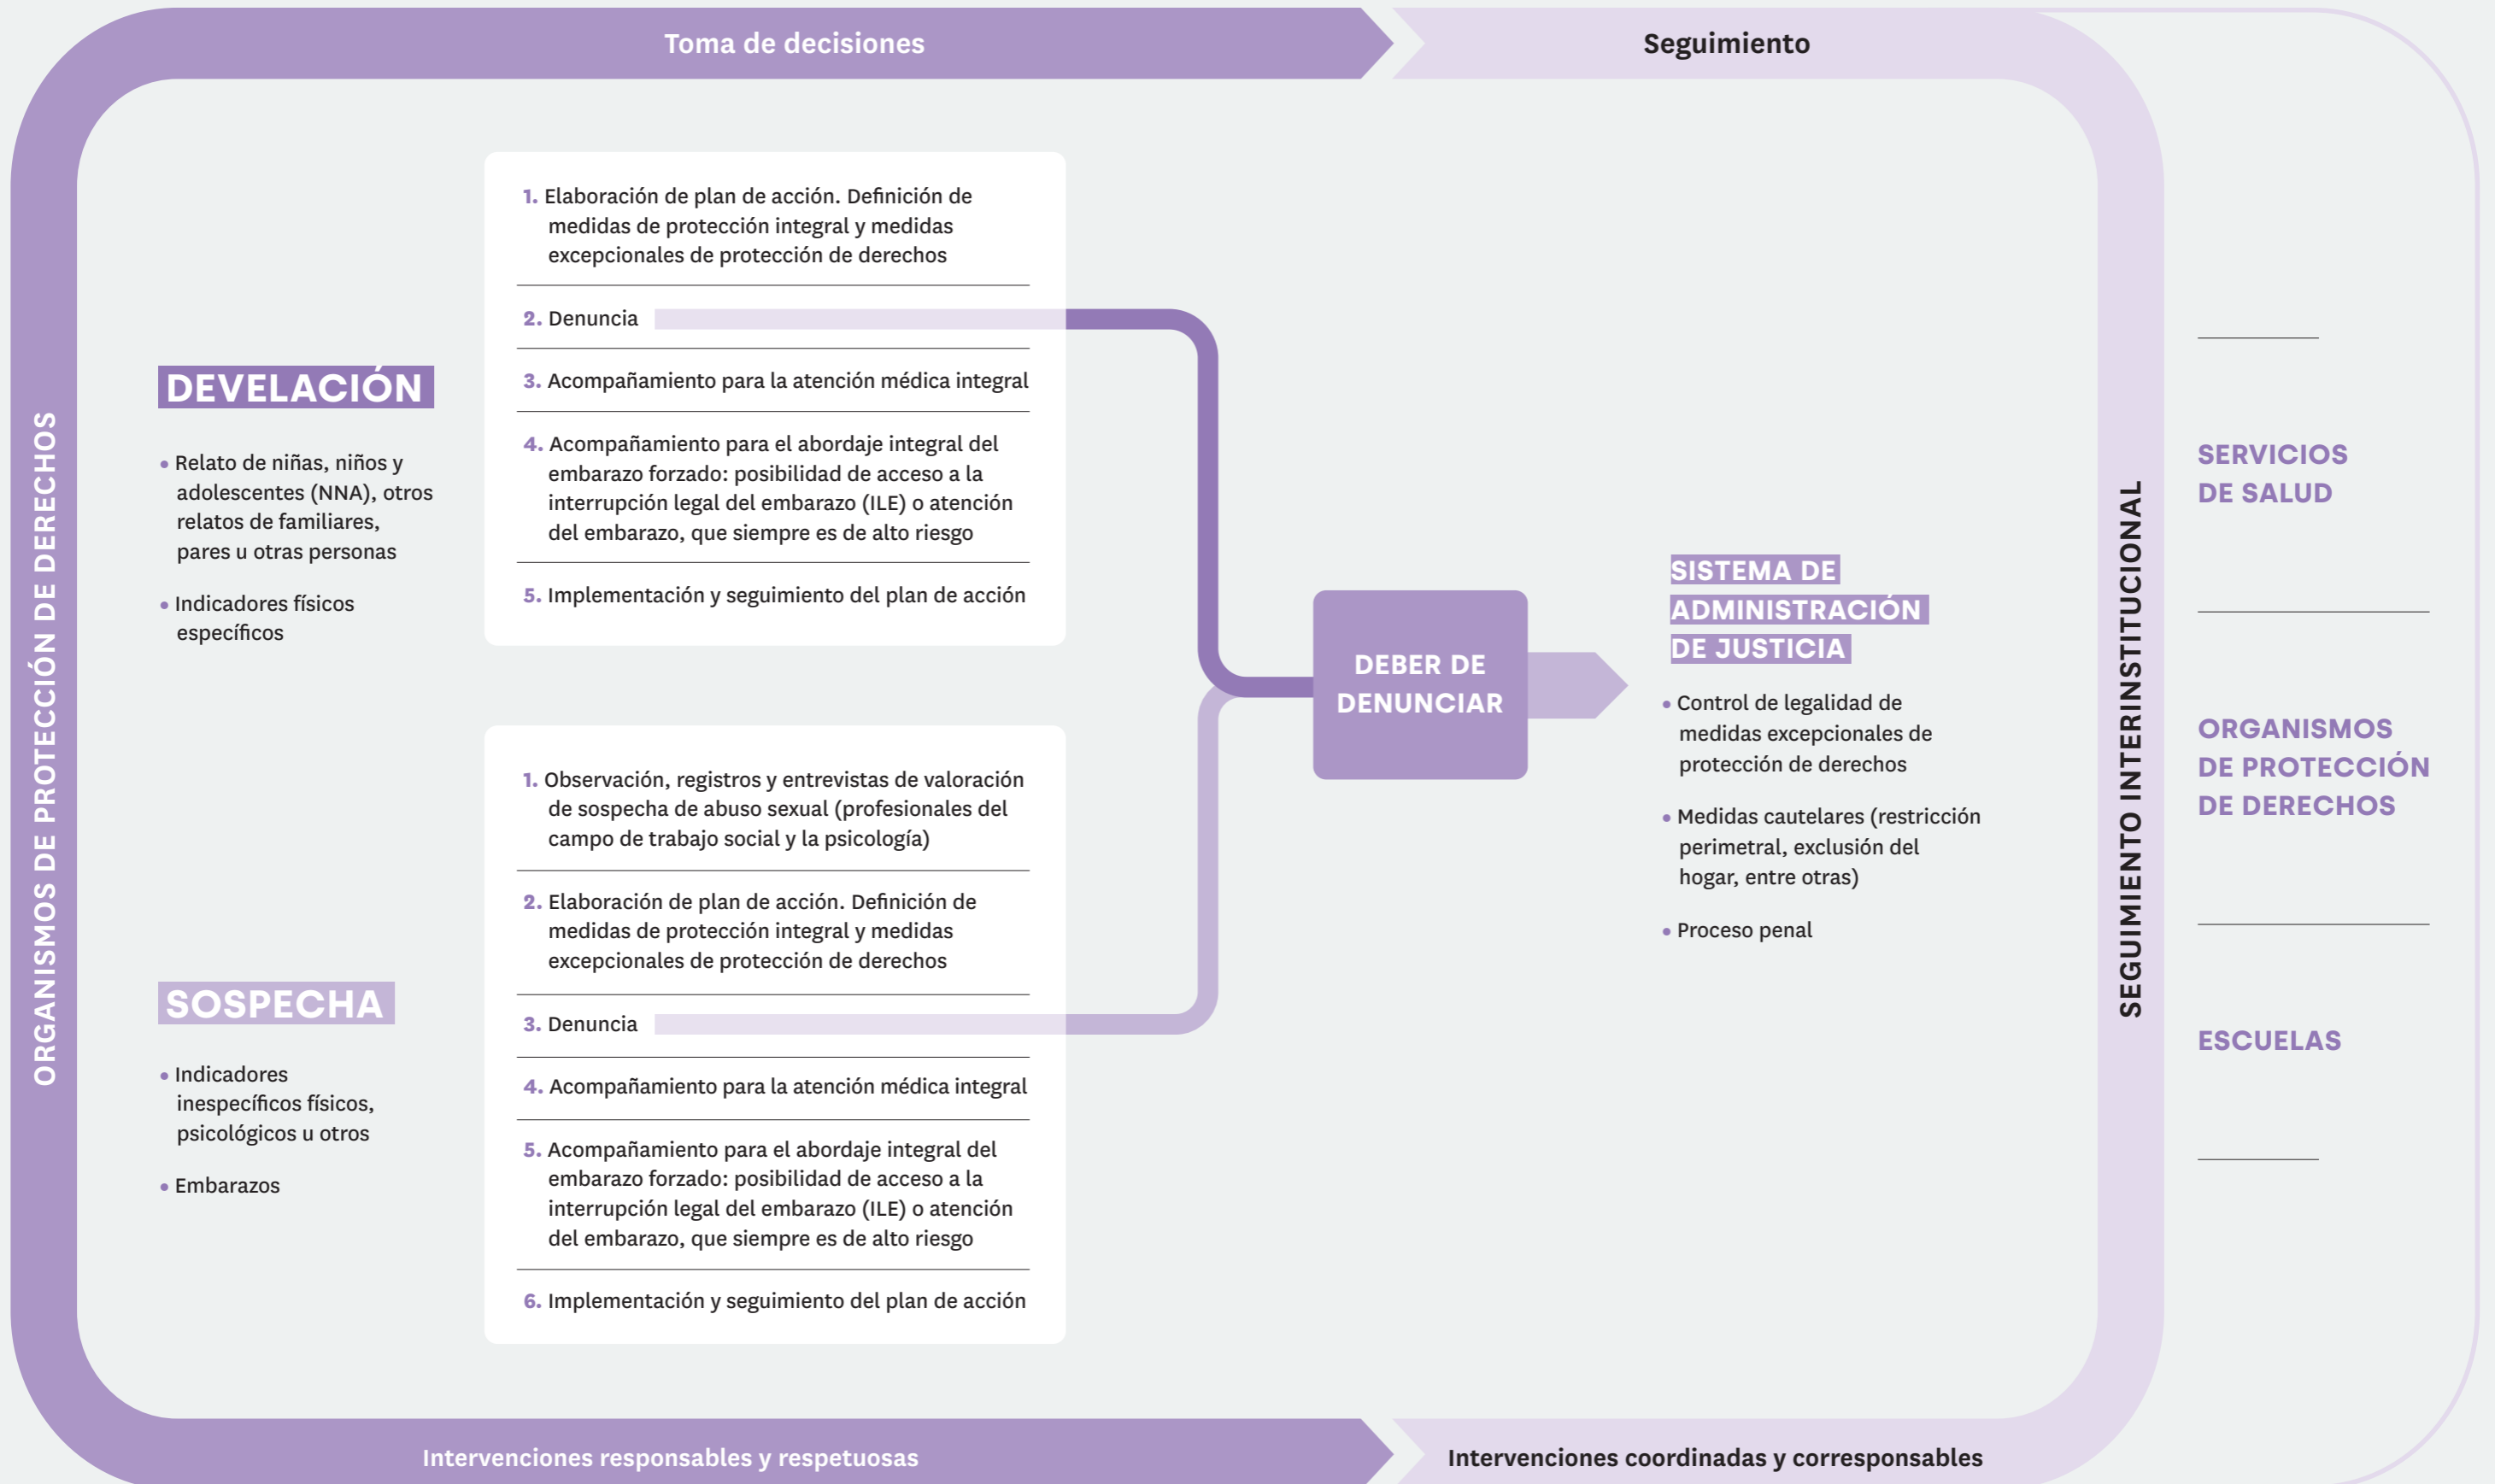 Toma de decisiones
Seguimiento
ORGANISMOS DE PROTECCIÓN DE DERECHOS
DEVELACIÓN
• Relato de niñas, niños y
adolescentes (NNA), otros
relatos de familiares,
pares u otras personas
• Indicadores físicos
específicos
1. Elaboración de plan de acción. Definición de
medidas de protección integral y medidas
excepcionales de protección de derechos
2. Denuncia
3. Acompañamiento para la atención médica integral
4. Acompañamiento para el abordaje integral del
embarazo forzado: posibilidad de acceso a la
interrupción legal del embarazo (ILE) o atención
del embarazo, que siempre es de alto riesgo
5. Implementación y seguimiento del plan de acción
SOSPECHA
• Indicadores
inespecíficos físicos,
psicológicos u otros
• Embarazos
1. Observación, registros y entrevistas de valoración
de sospecha de abuso sexual (profesionales del
campo de trabajo social y la psicología)
2. Elaboración de plan de acción. Definición de
medidas de protección integral y medidas
excepcionales de protección de derechos
3. Denuncia
4. Acompañamiento para la atención médica integral
5. Acompañamiento para el abordaje integral del
embarazo forzado: posibilidad de acceso a la
interrupción legal del embarazo (ILE) o atención
del embarazo, que siempre es de alto riesgo
6. Implementación y seguimiento del plan de acción
DEBER DE
DENUNCIAR
SISTEMA DE
ADMINISTRACIÓN
DE JUSTICIA
• Control de legalidad de
medidas excepcionales de
protección de derechos
• Medidas cautelares (restricción
perimetral, exclusión del
hogar, entre otras)
• Proceso penal
SEGUIMIENTO INTERINSTITUCIONAL
SERVICIOS
DE SALUD
ORGANISMOS
DE PROTECCIÓN
DE DERECHOS
ESCUELAS
Intervenciones responsables y respetuosas
Intervenciones coordinadas y corresponsables